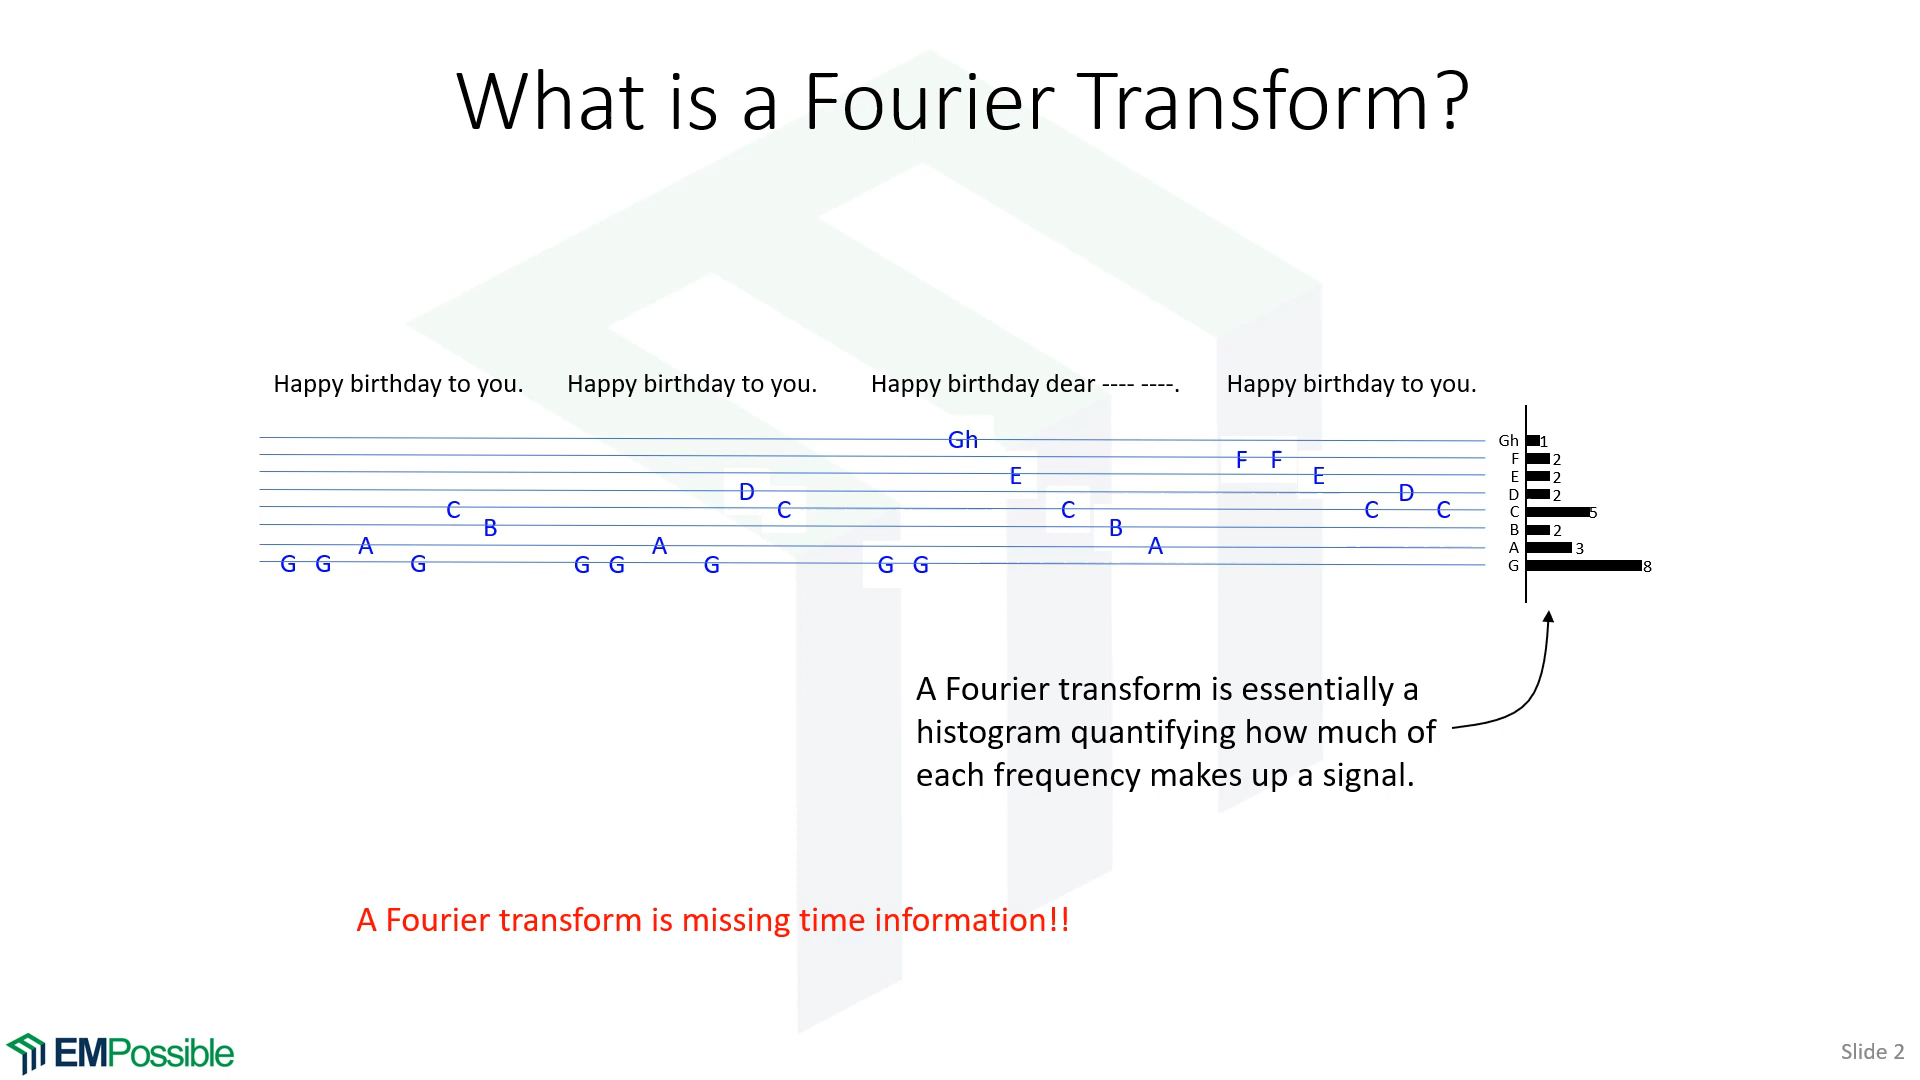 What is a Fourier Transform?
Happy birthday to you. Happy birthday to you. Happy birthday dear ---- ----. Happy birthday to you.
Gh
F F
E E
D D
C C C C C
B B
A A A
G G G G G G G G
Gh 1
F 2
E 2
D 2
C 5
B 2
A 3
G 8
A Fourier transform is essentially a
histogram quantifying how much of
each frequency makes up a signal.
A Fourier transform is missing time information!!
EMPossible
Slide 2